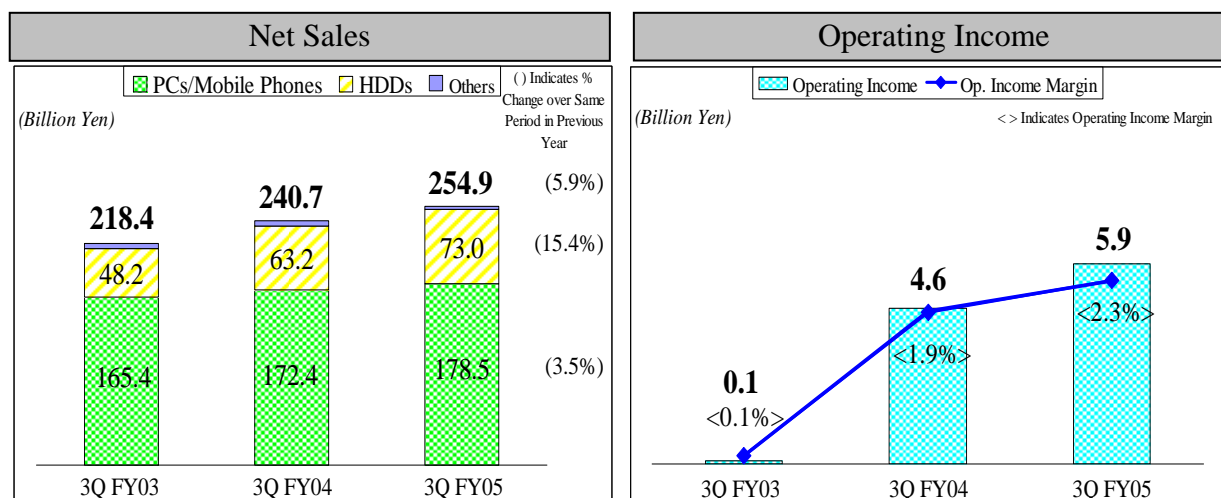 Net Sales
PCs/Mobile Phones HDDs Others
( ) Indicates %
Change over Same
Period in Previous
Year
(Billion Yen)
218.4
240.7
254.9
(5.9%)
48.2
63.2
73.0
(15.4%)
165.4
172.4
178.5
(3.5%)
3Q FY03 3Q FY04 3Q FY05
Operating Income
Operating Income Op. Income Margin
(Billion Yen)
< > Indicates Operating Income Margin
0.1
<0.1%>
4.6
<1.9%>
5.9
<2.3%>
3Q FY03 3Q FY04 3Q FY05